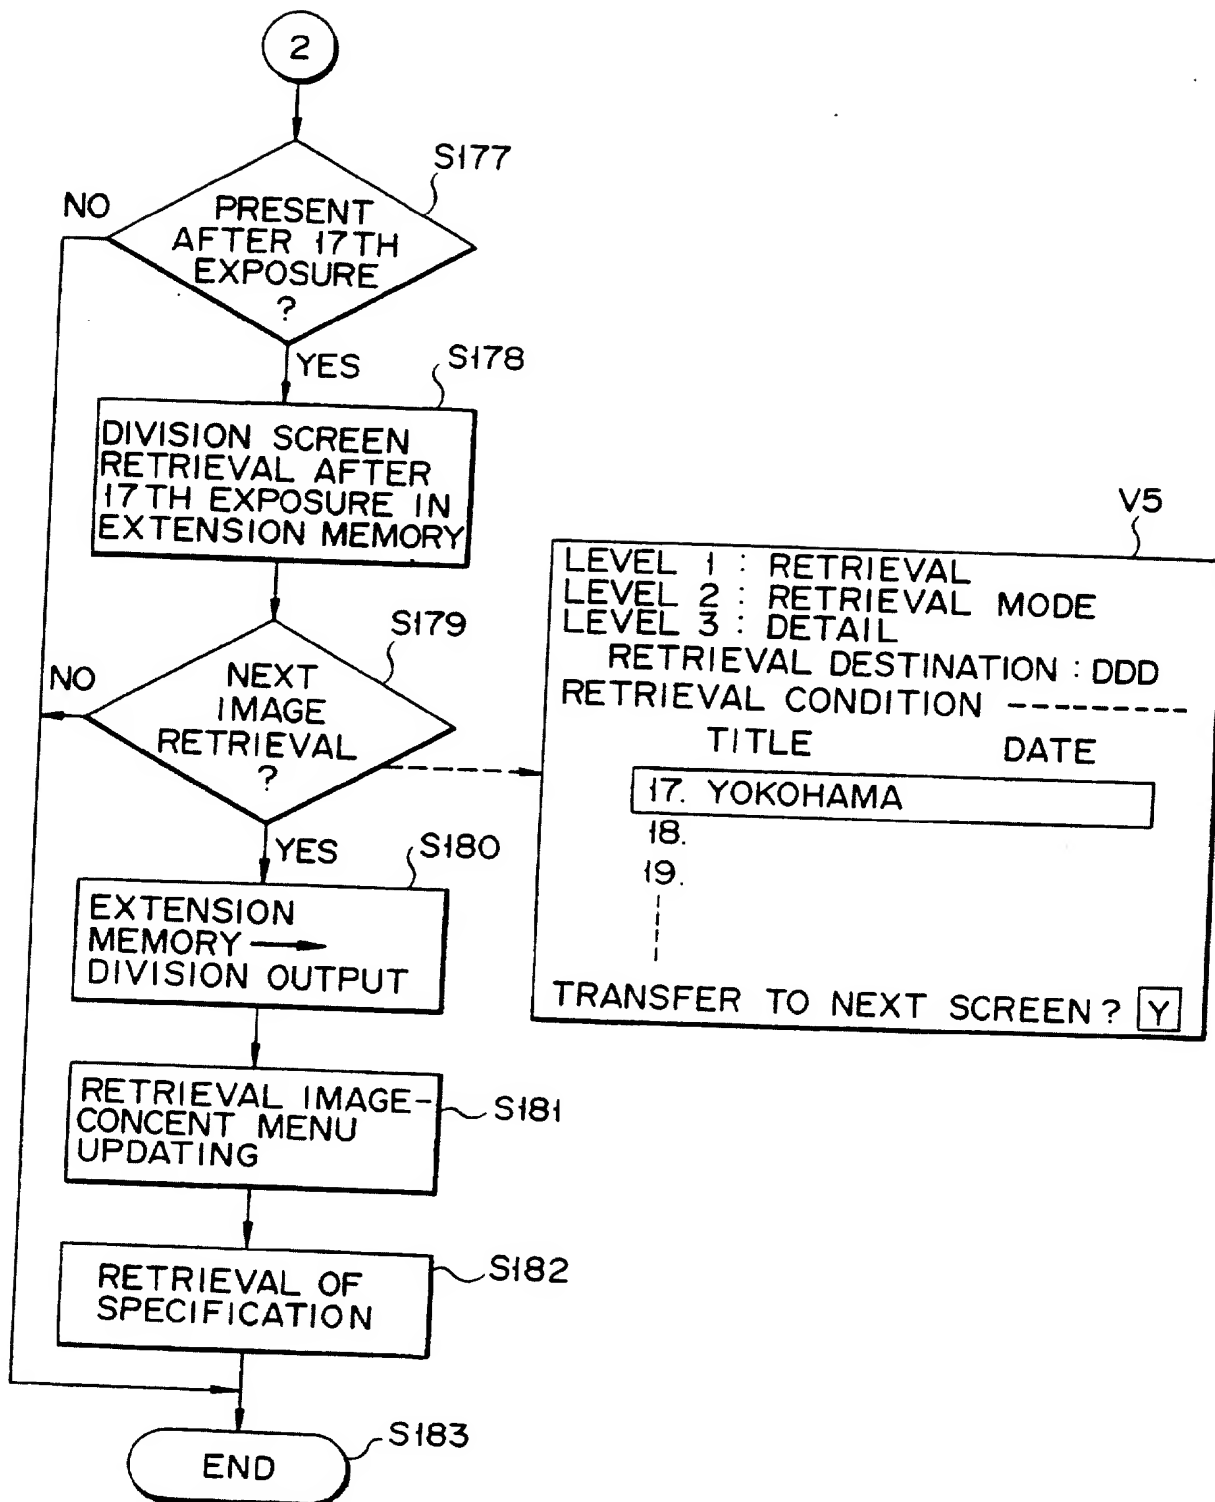 2
S177
NO
PRESENT
AFTER 17TH
EXPOSURE
?
YES
S178
DIVISION SCREEN
RETRIEVAL AFTER
17TH EXPOSURE IN
EXTENSION MEMORY
S179
NO
NEXT
IMAGE
RETRIEVAL
?
YES
S180
EXTENSION
MEMORY →
DIVISION OUTPUT
RETRIEVAL IMAGE-
CONCENT MENU
UPDATING
S181
RETRIEVAL OF
SPECIFICATION
S182
END
S183
V5
LEVEL 1 : RETRIEVAL
LEVEL 2 : RETRIEVAL MODE
LEVEL 3 : DETAIL
RETRIEVAL DESTINATION : DDD
RETRIEVAL CONDITION ---------
TITLE DATE
17. YOKOHAMA
18.
19.
TRANSFER TO NEXT SCREEN? Y